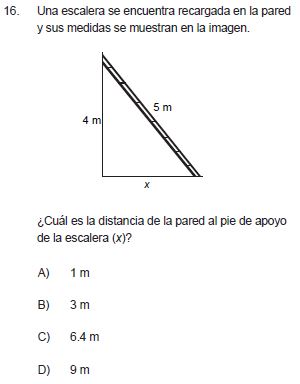 16. Una escalera se encuentra recargada en la pared
y sus medidas se muestran en la imagen.
5 m
4 m
x
¿Cuál es la distancia de la pared al pie de apoyo
de la escalera (x)?
A) 1 m
B) 3 m
C) 6.4 m
D) 9 m